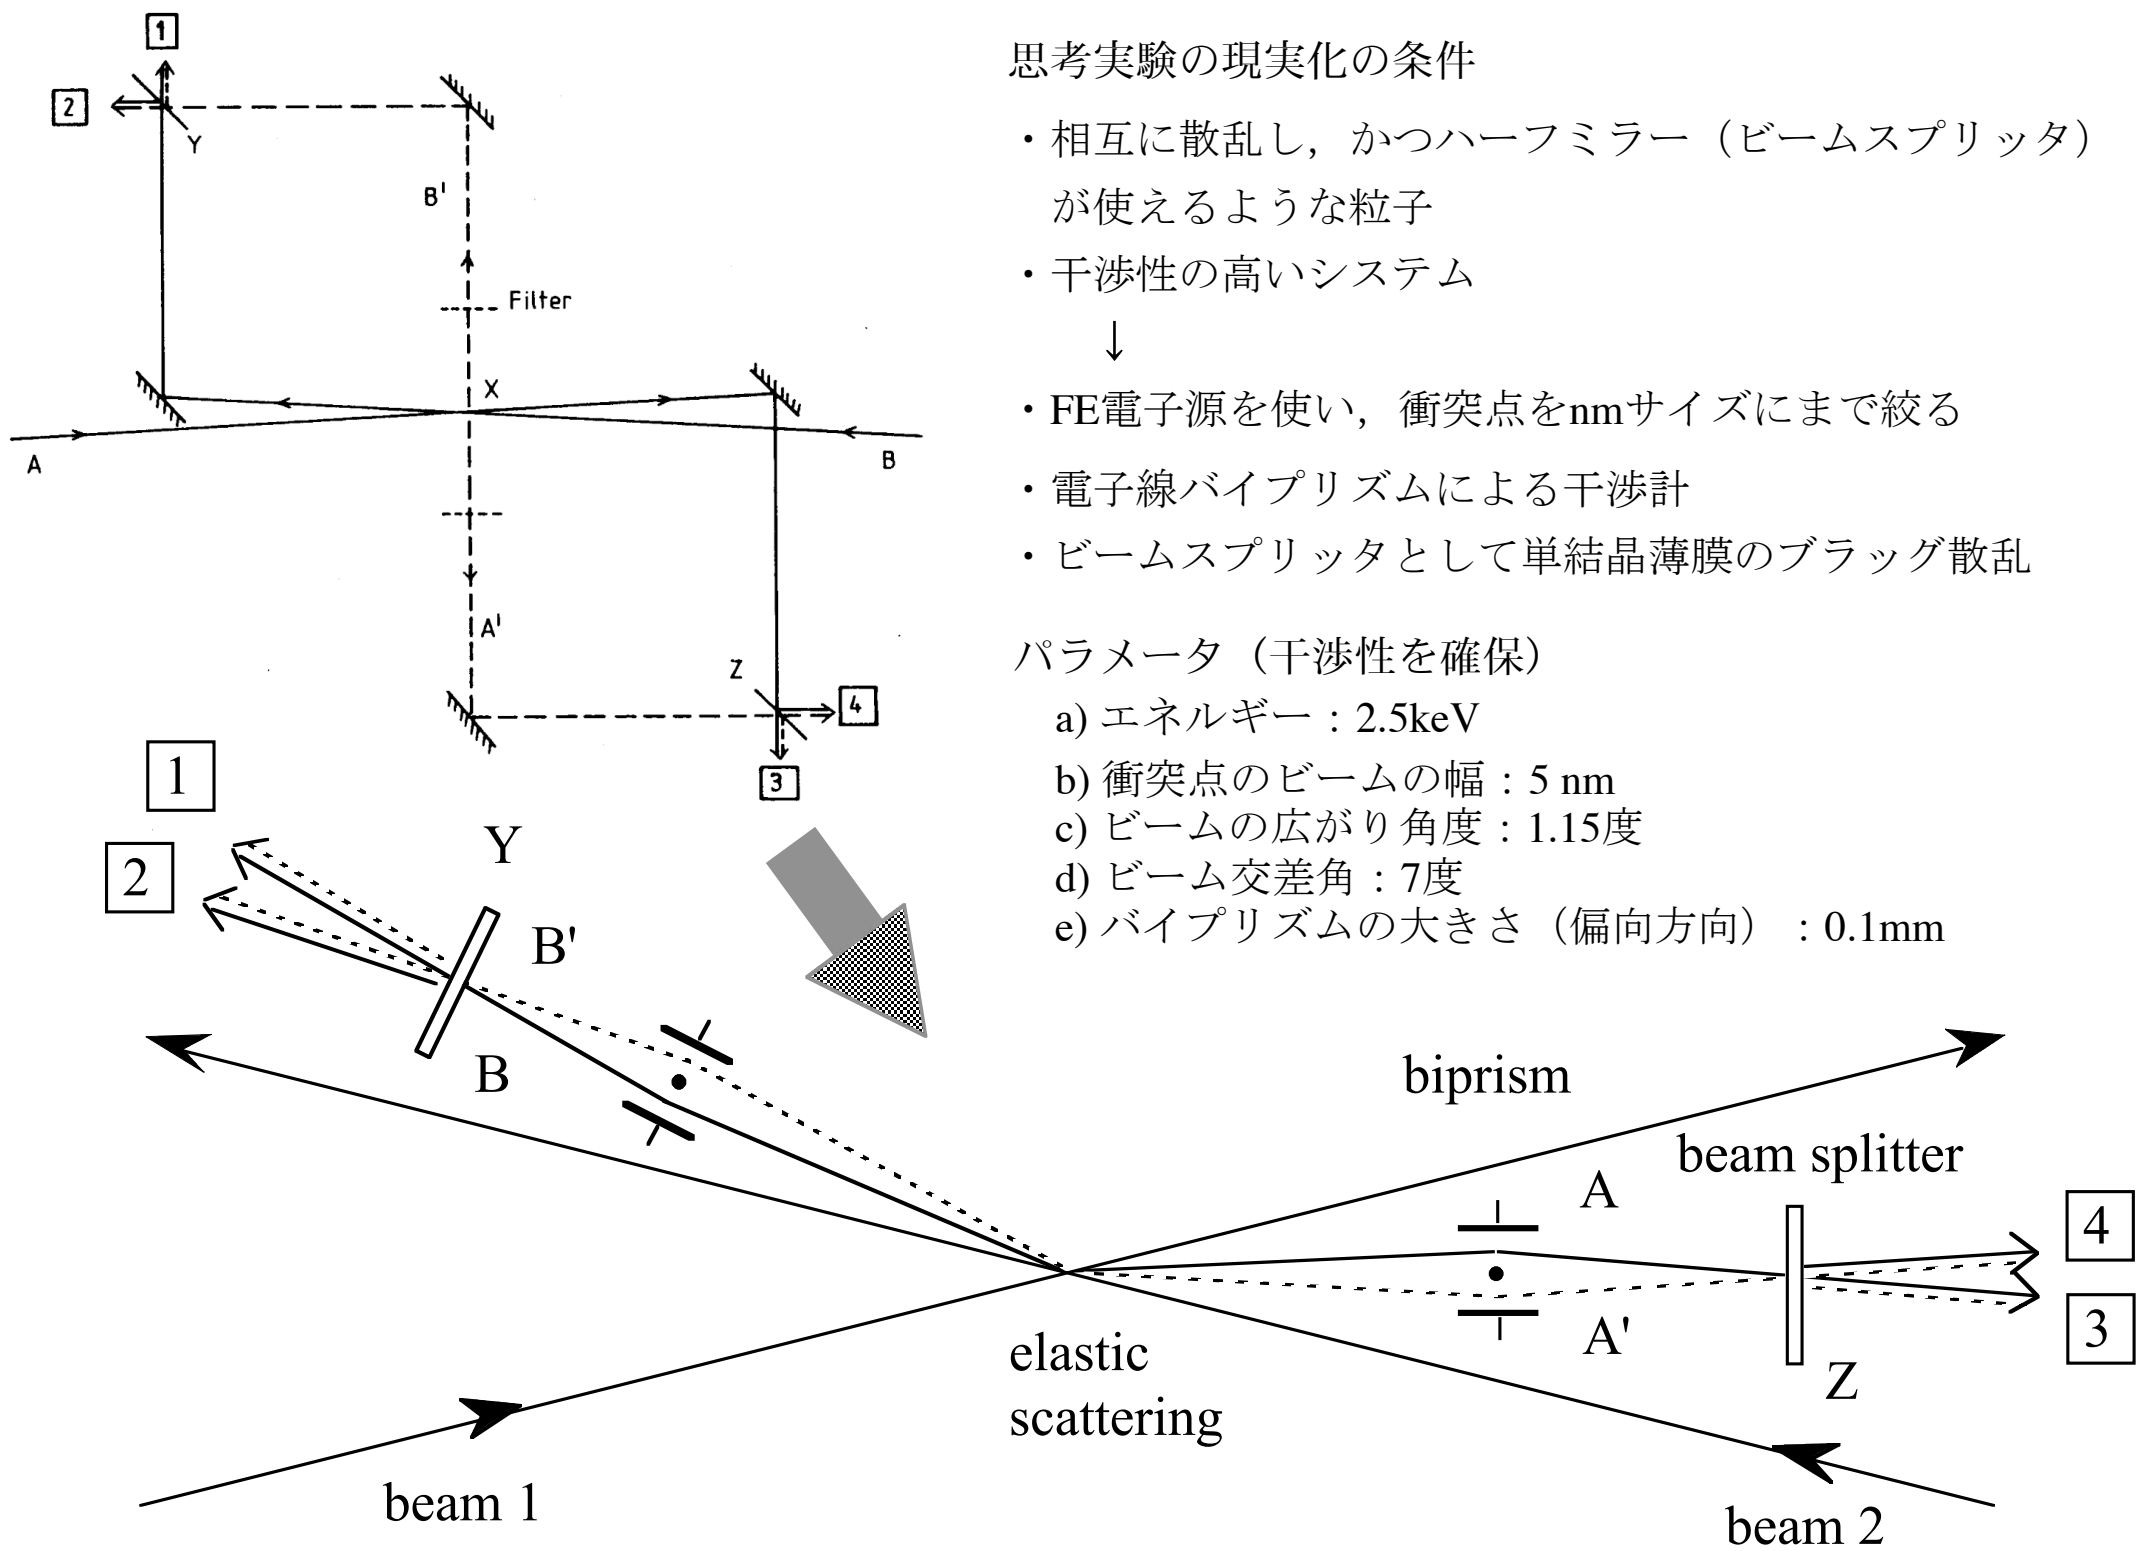 1
2
Y
B'
Filter
X
A
B
A'
Z
4
3
思考実験の現実化の条件
・相互に散乱し，かつハーフミラー（ビームスプリッタ）
が使えるような粒子
・干渉性の高いシステム
↓
・FE電子源を使い，衝突点をnmサイズにまで絞る
・電子線バイプリズムによる干渉計
・ビームスプリッタとして単結晶薄膜のブラッグ散乱
パラメータ（干渉性を確保）
a) エネルギー：2.5keV
b) 衝突点のビームの幅：5 nm
c) ビームの広がり角度：1.15度
d) ビーム交差角：7度
e) バイプリズムの大きさ（偏向方向）：0.1mm
1
2
Y
B'
B
biprism
beam splitter
A
4
3
A'
Z
elastic
scattering
beam 1
beam 2